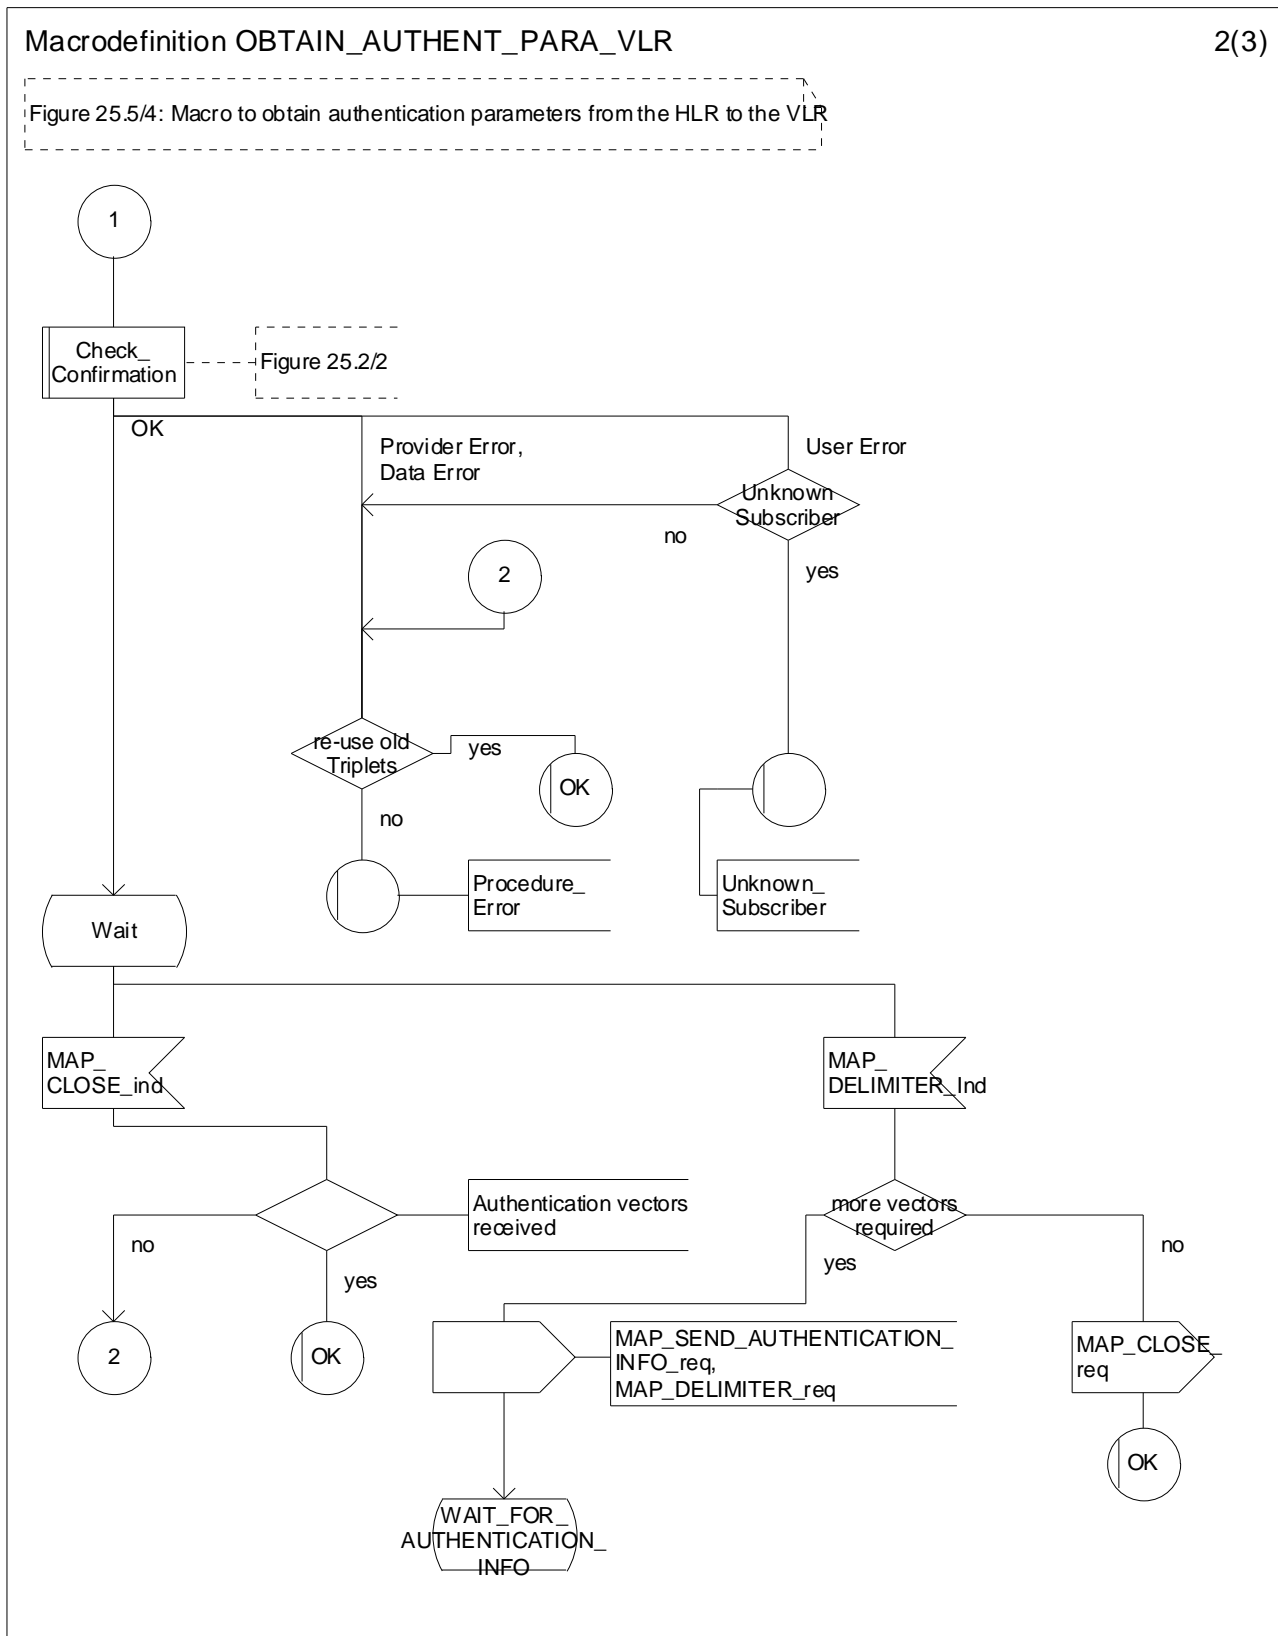 Macrodefinition OBTAIN_AUTHENT_PARA_VLR
2(3)
Figure 25.5/4: Macro to obtain authentication parameters from the HLR to the VLR
1
Check_
Confirmation
Figure 25.2/2
OK
Provider Error,
Data Error
User Error
Unknown
Subscriber
no
yes
2
re-use old
Triplets
yes
OK
no
Procedure_
Error
Unknown_
Subscriber
Wait
MAP_
CLOSE_ind
MAP_
DELIMITER_Ind
Authentication vectors
received
more vectors
required
no
yes
yes
no
2
OK
MAP_SEND_AUTHENTICATION_
INFO_req,
MAP_DELIMITER_req
MAP_CLOSE_
req
OK
WAIT_FOR_
AUTHENTICATION_
INFO